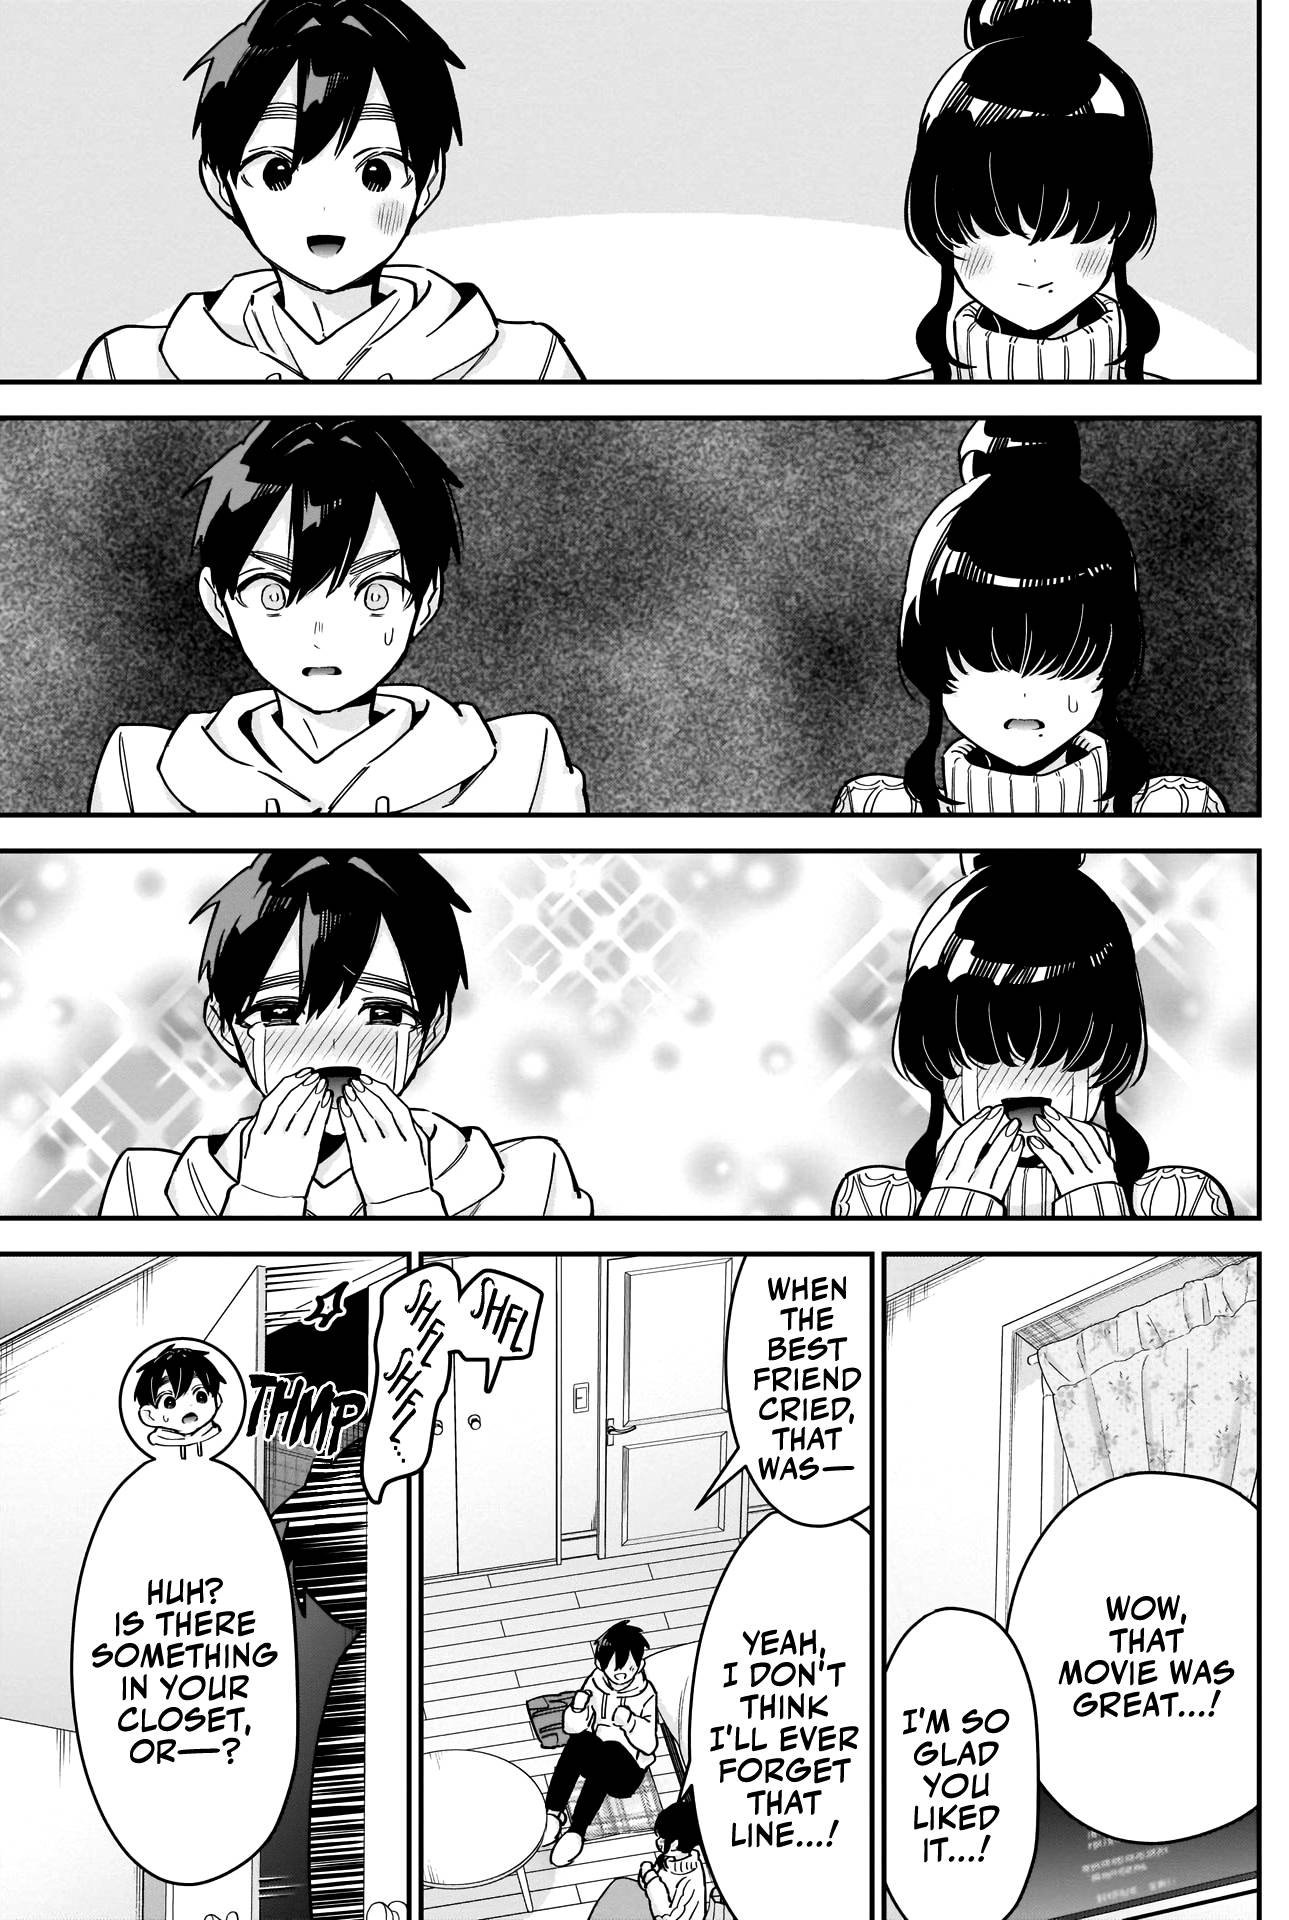 WOW,
THAT
MOVIE WAS
GREAT...!
I'M SO
GLAD
YOU
LIKED
IT...!
WHEN
THE
BEST
FRIEND
CRIED,
THAT
WAS—
YEAH,
I DON'T
THINK
I'LL EVER
FORGET
THAT
LINE...!
SHFL
SHFL
SHFL...
THMP
HUH?
IS THERE
SOMETHING
IN YOUR
CLOSET,
OR—?